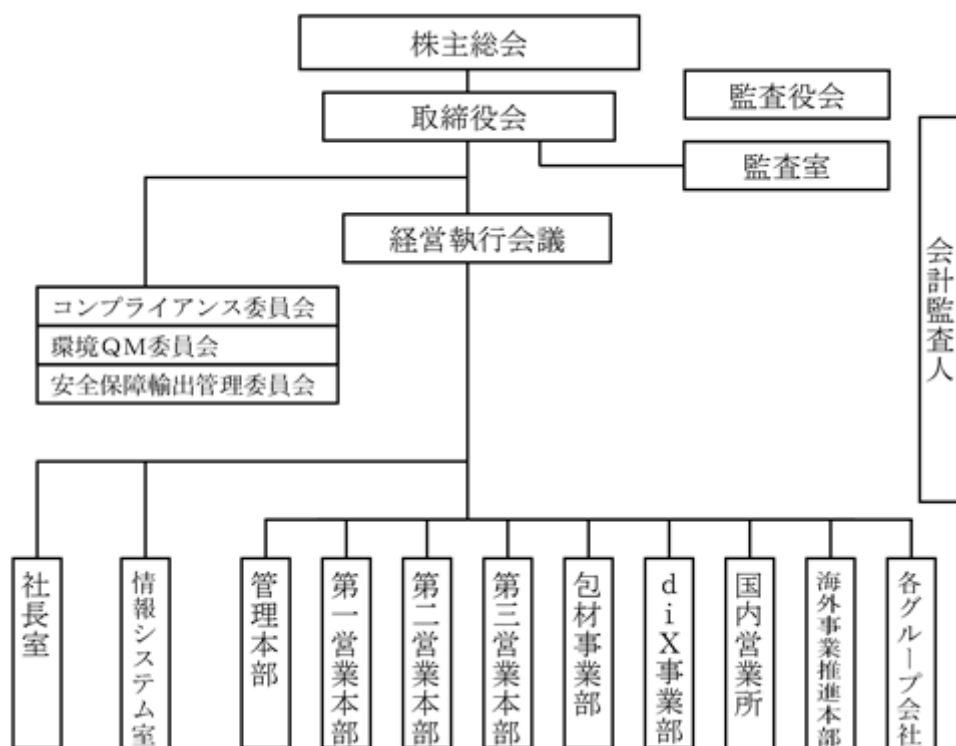 株主総会
取締役会
監査役会
監査室
経営執行会議
会計監査人
コンプライアンス委員会
環境QM委員会
安全保障輸出管理委員会
社長室
情報システム室
管理本部
第一営業本部
第二営業本部
第三営業本部
包材事業部
diX事業部
国内営業所
海外事業推進本部
各グループ会社